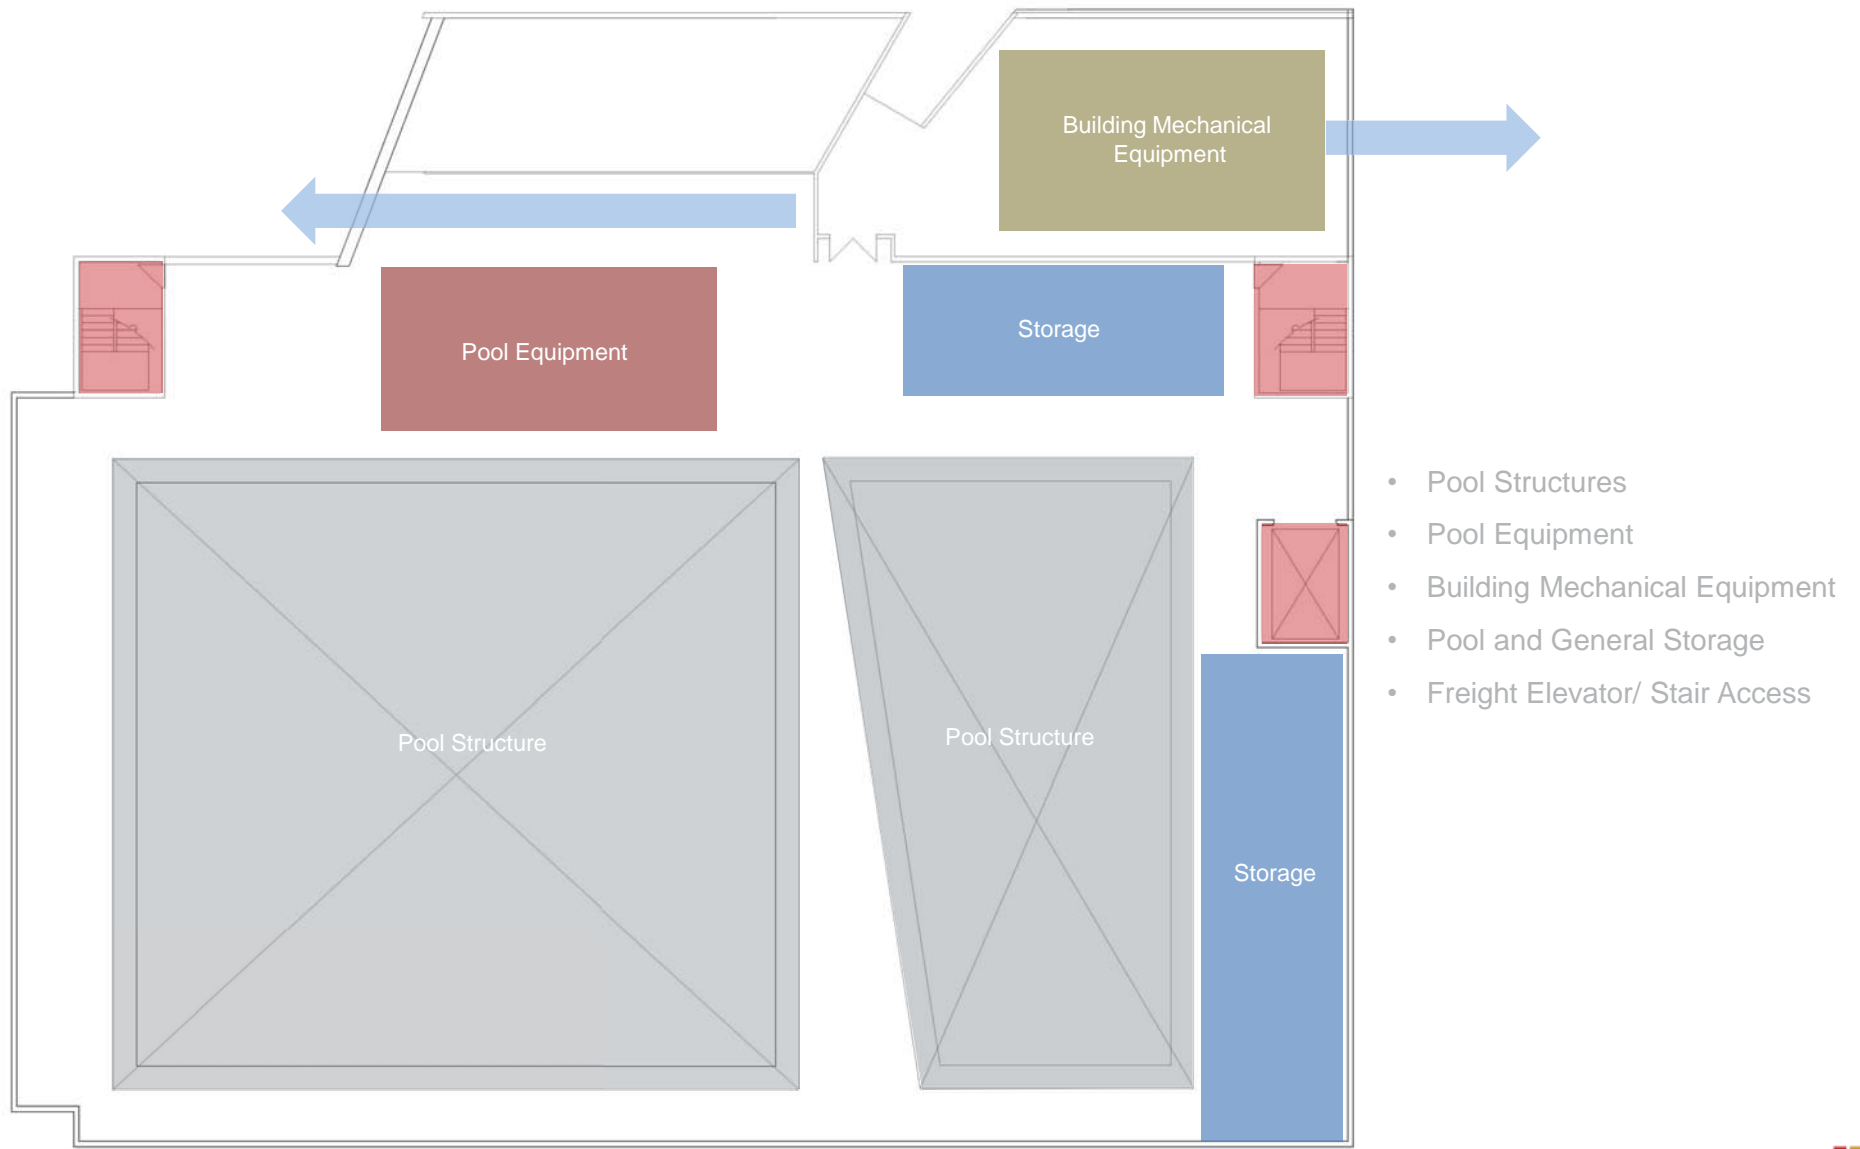 Building Mechanical
Equipment
Storage
Pool Equipment
• Pool Structures
• Pool Equipment
• Building Mechanical Equipment
• Pool and General Storage
• Freight Elevator/ Stair Access
Pool Structure
Pool Structure
Storage